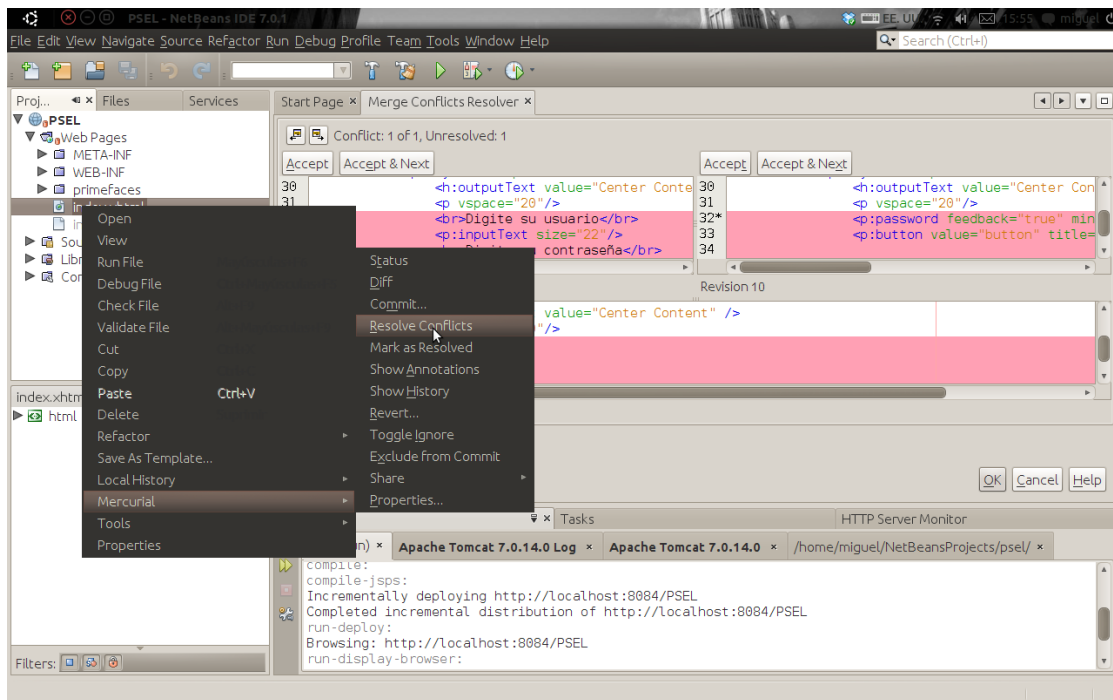 PSEL - NetBeans IDE 7.0.1
EE. UU
15:55
miguel
File Edit View Navigate Source Refactor Run Debug Profile Team Tools Window Help
Search (Ctrl+I)
Proj...
Files
Services
Start Page
Merge Conflicts Resolver
PSEL
Web Pages
META-INF
WEB-INF
primefaces
index.xhtml
Conflict: 1 of 1, Unresolved: 1
Accept
Accept & Next
Accept
Accept & Next
30 <h:outputText value="Center Conte
31 <p vspace="20"/>
<br>Digite su usuario</br>
<p:inputText size="22"/>
contraseña</br>
30 <h:outputText value="Center Con
31 <p vspace="20"/>
32* <p:password feedback="true" min
33 <p:button value="button" title=
34
Revision 10
value="Center Content" />
"/>
Sou
Libr
Con
Open
View
Run File
Debug File
Check File
Validate File
Cut
Copy
Paste Ctrl+V
Delete
Refactor
Save As Template...
Local History
Mercurial
Tools
Properties
Status
Diff
Commit...
Resolve Conflicts
Mark as Resolved
Show Annotations
Show History
Revert...
Toggle Ignore
Exclude from Commit
Share
Properties...
index.xhtm
html
OK
Cancel
Help
Tasks
HTTP Server Monitor
n)
Apache Tomcat 7.0.14.0 Log
Apache Tomcat 7.0.14.0
/home/miguel/NetBeansProjects/psel/
compile:
compile-jsps:
Incrementally deploying http://localhost:8084/PSEL
Completed incremental distribution of http://localhost:8084/PSEL
run-deploy:
Browsing: http://localhost:8084/PSEL
run-display-browser:
Filters: